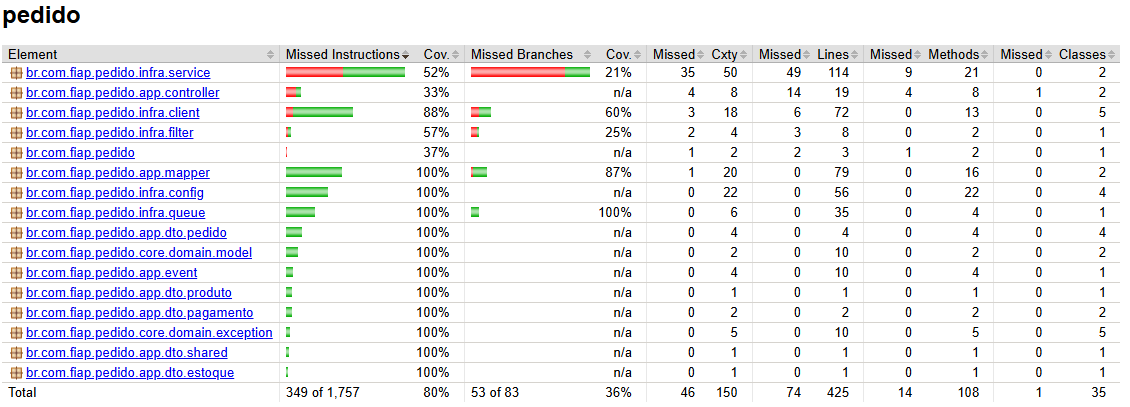 pedido
Element Missed Instructions Cov. Missed Branches Cov. Missed Cxty Missed Lines Missed Methods Missed Classes
br.com.fiap.pedido.infra.service 52% 21% 35 50 49 114 9 21 0 2
br.com.fiap.pedido.app.controller 33% n/a 4 8 14 19 4 8 1 2
br.com.fiap.pedido.infra.client 88% 60% 3 18 6 72 0 13 0 5
br.com.fiap.pedido.infra.filter 57% 25% 2 4 3 8 0 2 0 1
br.com.fiap.pedido 37% n/a 1 2 2 3 1 2 0 1
br.com.fiap.pedido.app.mapper 100% 87% 1 20 0 79 0 16 0 2
br.com.fiap.pedido.infra.config 100% n/a 0 22 0 56 0 22 0 4
br.com.fiap.pedido.infra.queue 100% 100% 0 6 0 35 0 4 0 1
br.com.fiap.pedido.app.dto.pedido 100% n/a 0 4 0 4 0 4 0 4
br.com.fiap.pedido.core.domain.model 100% n/a 0 2 0 10 0 2 0 2
br.com.fiap.pedido.app.event 100% n/a 0 4 0 10 0 4 0 1
br.com.fiap.pedido.app.dto.produto 100% n/a 0 1 0 1 0 1 0 1
br.com.fiap.pedido.app.dto.pagamento 100% n/a 0 2 0 2 0 2 0 2
br.com.fiap.pedido.core.domain.exception 100% n/a 0 5 0 10 0 5 0 5
br.com.fiap.pedido.app.dto.shared 100% n/a 0 1 0 1 0 1 0 1
br.com.fiap.pedido.app.dto.estoque 100% n/a 0 1 0 1 0 1 0 1
Total 349 of 1,757 80% 53 of 83 36% 46 150 74 425 14 108 1 35